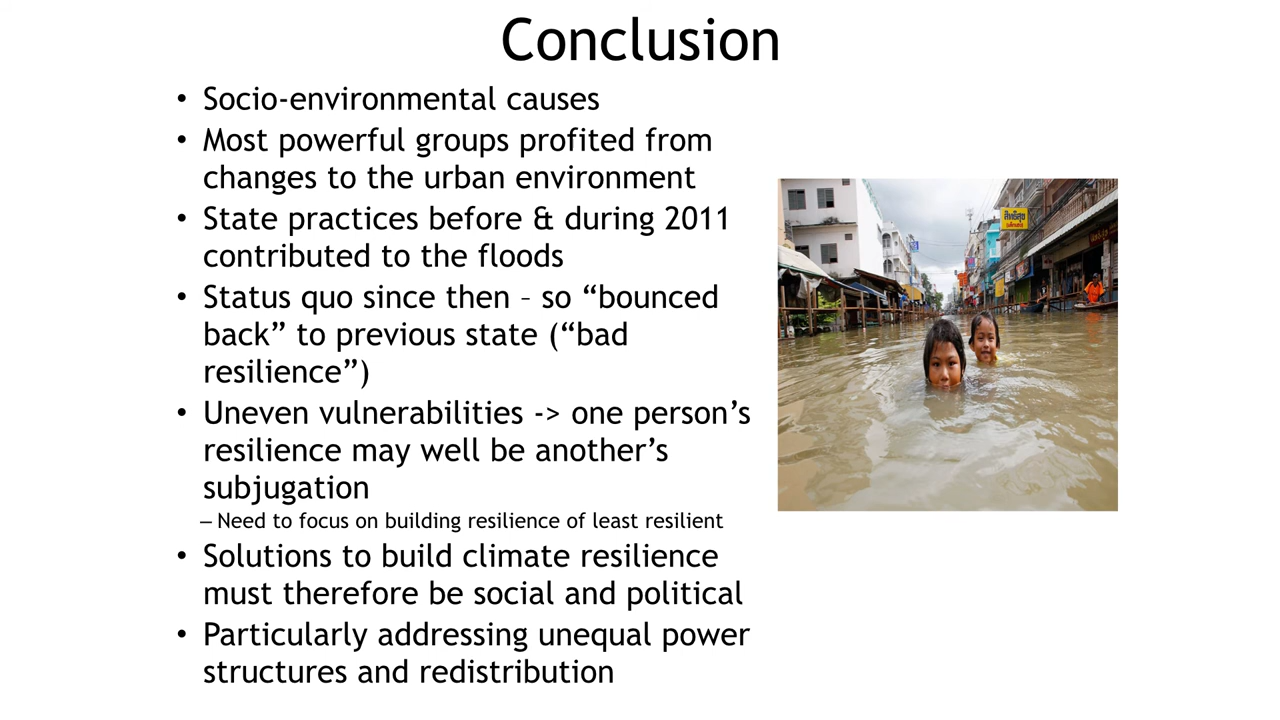 Conclusion
• Socio-environmental causes
• Most powerful groups profited from
changes to the urban environment
• State practices before & during 2011
contributed to the floods
• Status quo since then – so “bounced
back” to previous state (“bad
resilience”)
• Uneven vulnerabilities -> one person’s
resilience may well be another’s
subjugation
– Need to focus on building resilience of least resilient
• Solutions to build climate resilience
must therefore be social and political
• Particularly addressing unequal power
structures and redistribution